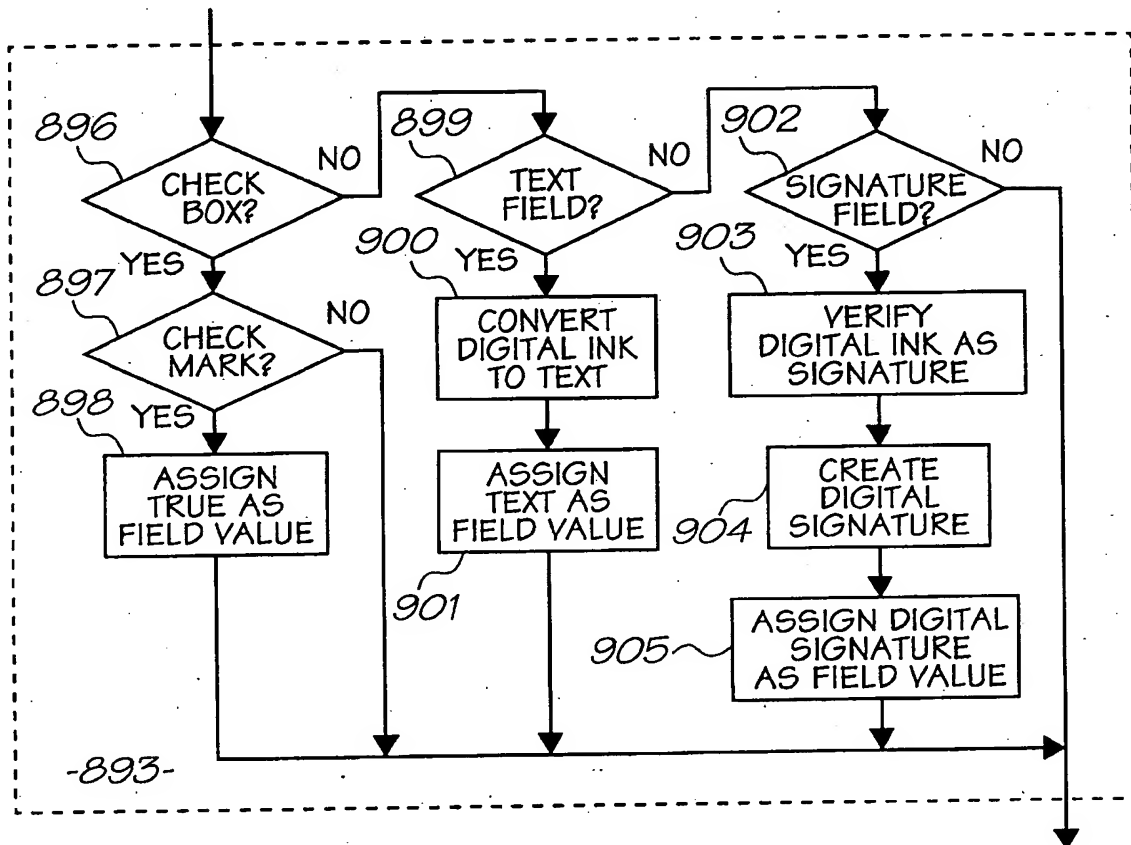 896
CHECK
BOX?
NO
YES
897
CHECK
MARK?
NO
YES
898
ASSIGN
TRUE AS
FIELD VALUE
899
TEXT
FIELD?
NO
YES
900
CONVERT
DIGITAL INK
TO TEXT
ASSIGN
TEXT AS
FIELD VALUE
901
902
SIGNATURE
FIELD?
NO
YES
903
VERIFY
DIGITAL INK AS
SIGNATURE
CREATE
DIGITAL
SIGNATURE
904
ASSIGN DIGITAL
SIGNATURE
AS FIELD VALUE
905
-893-